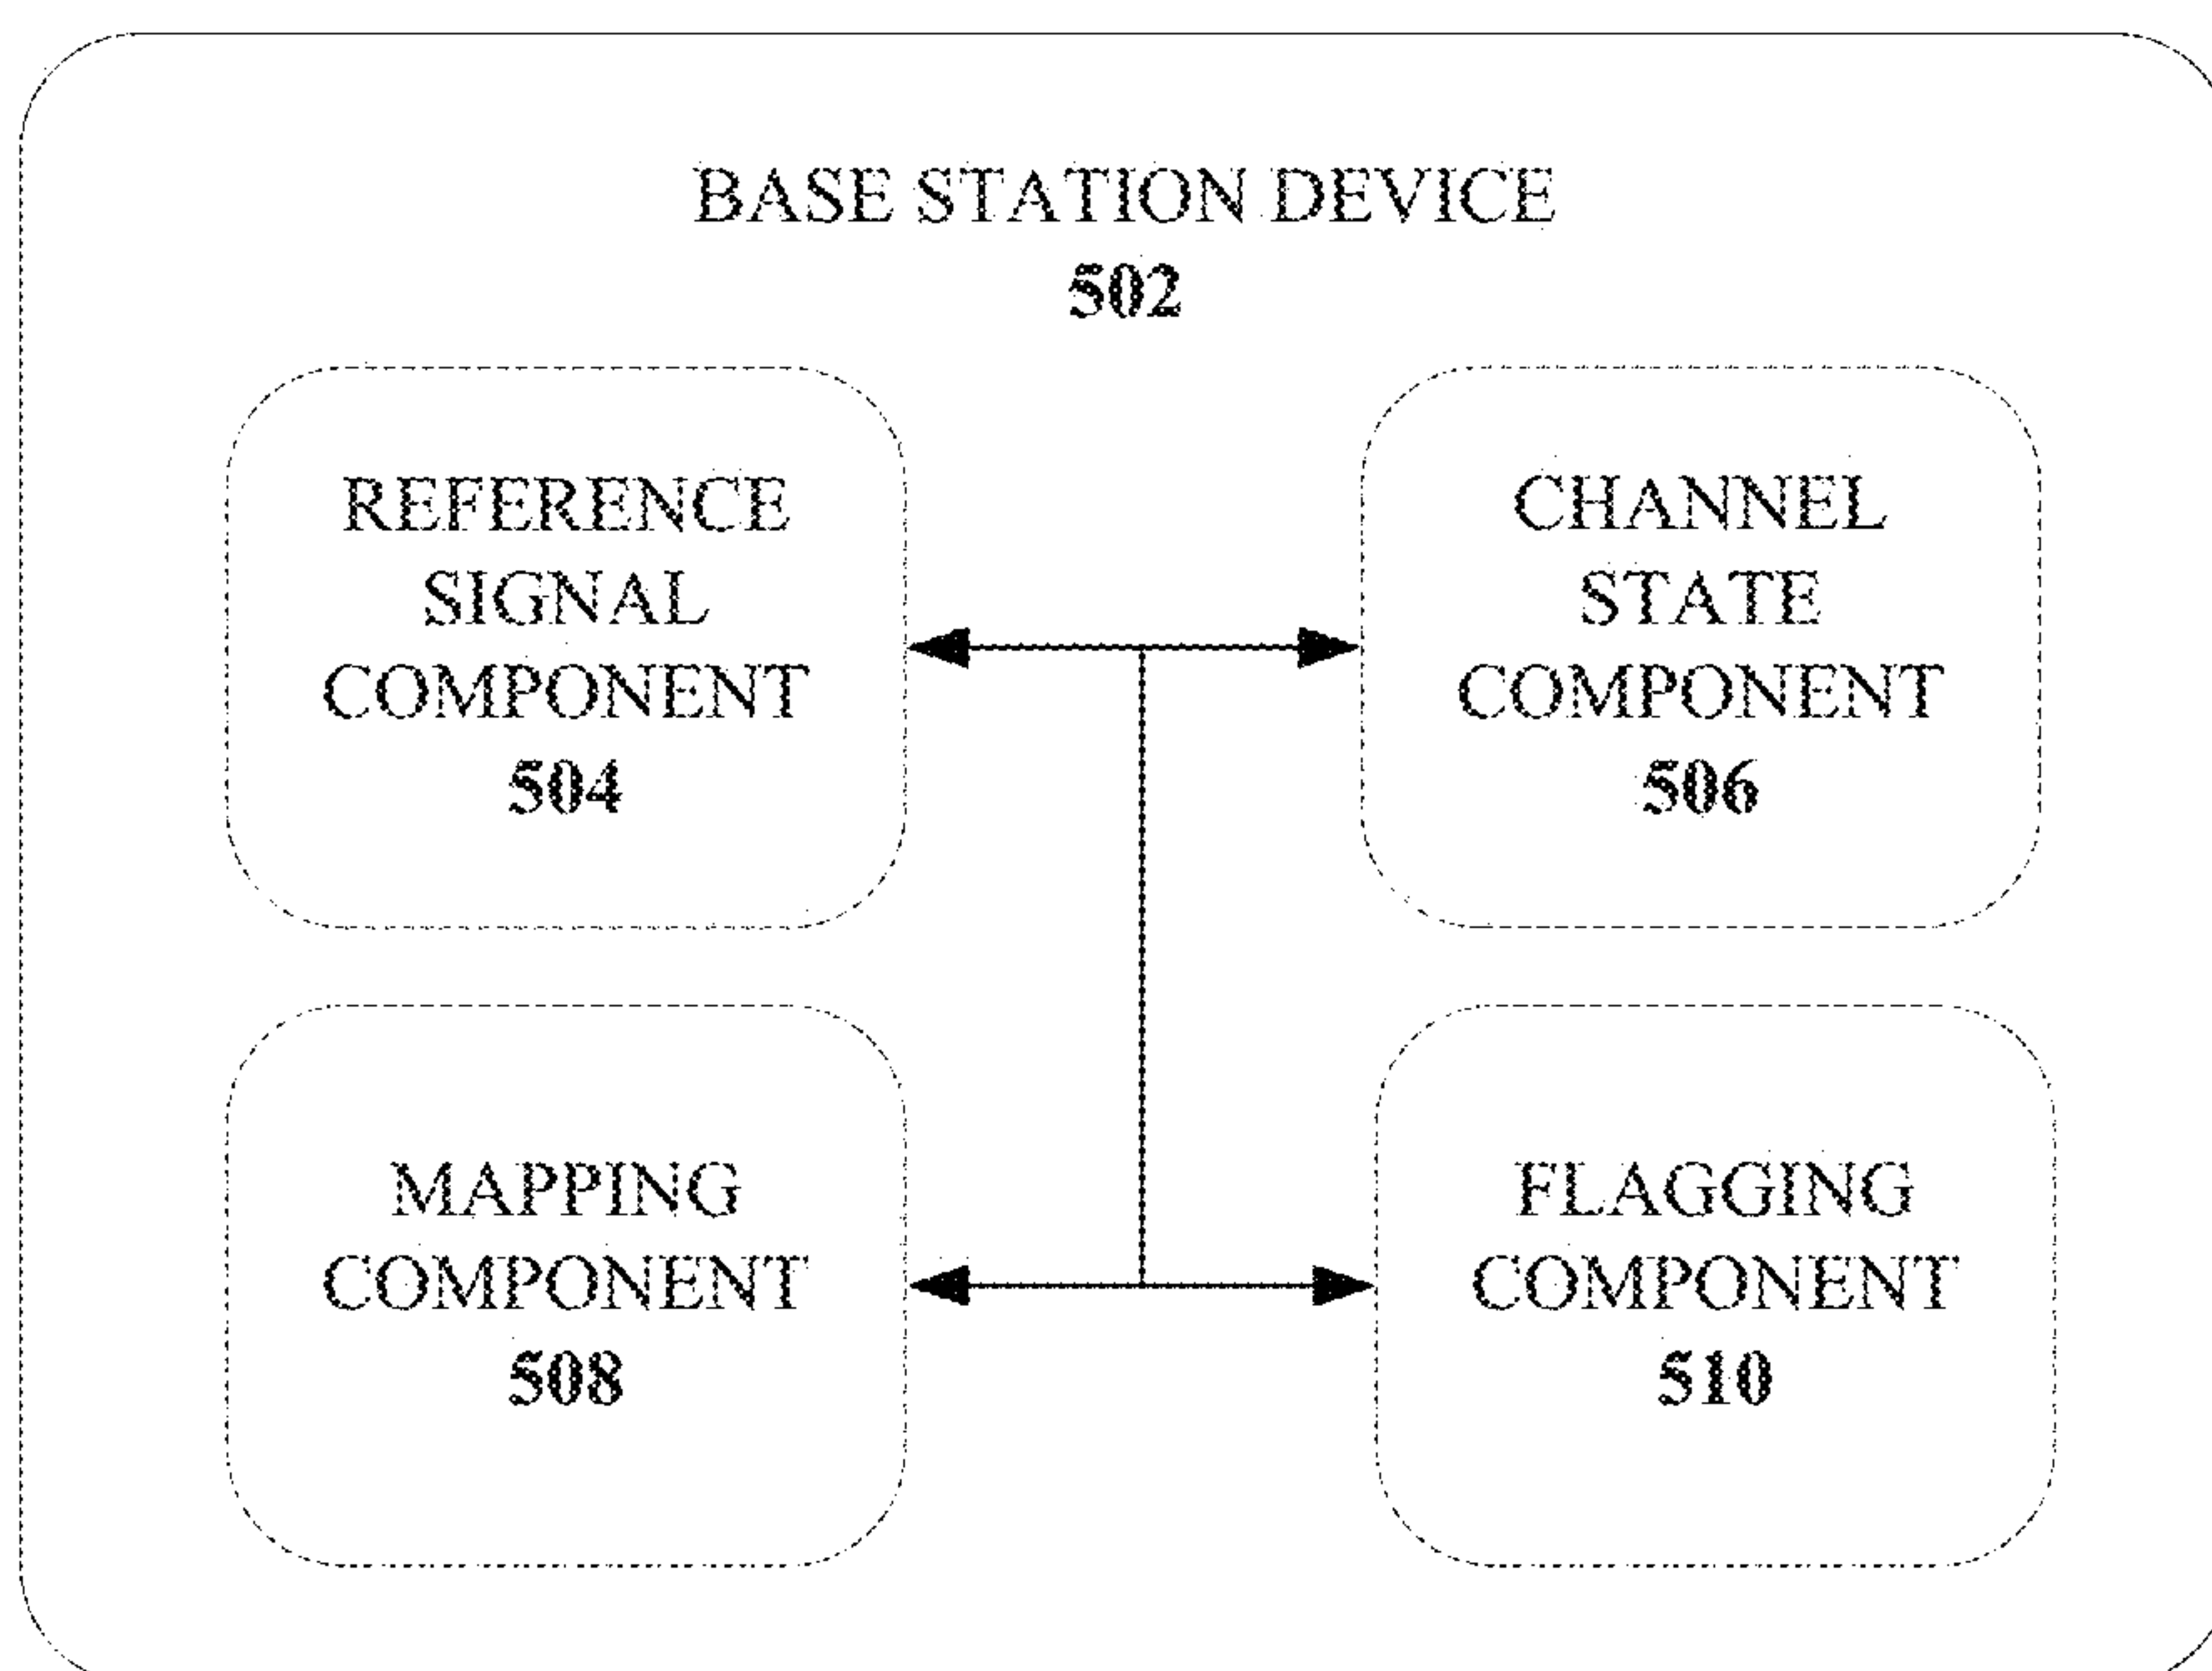 BASE STATION DEVICE
502
REFERENCE
SIGNAL
COMPONENT
504
CHANNEL
STATE
COMPONENT
506
MAPPING
COMPONENT
508
FLAGGING
COMPONENT
510